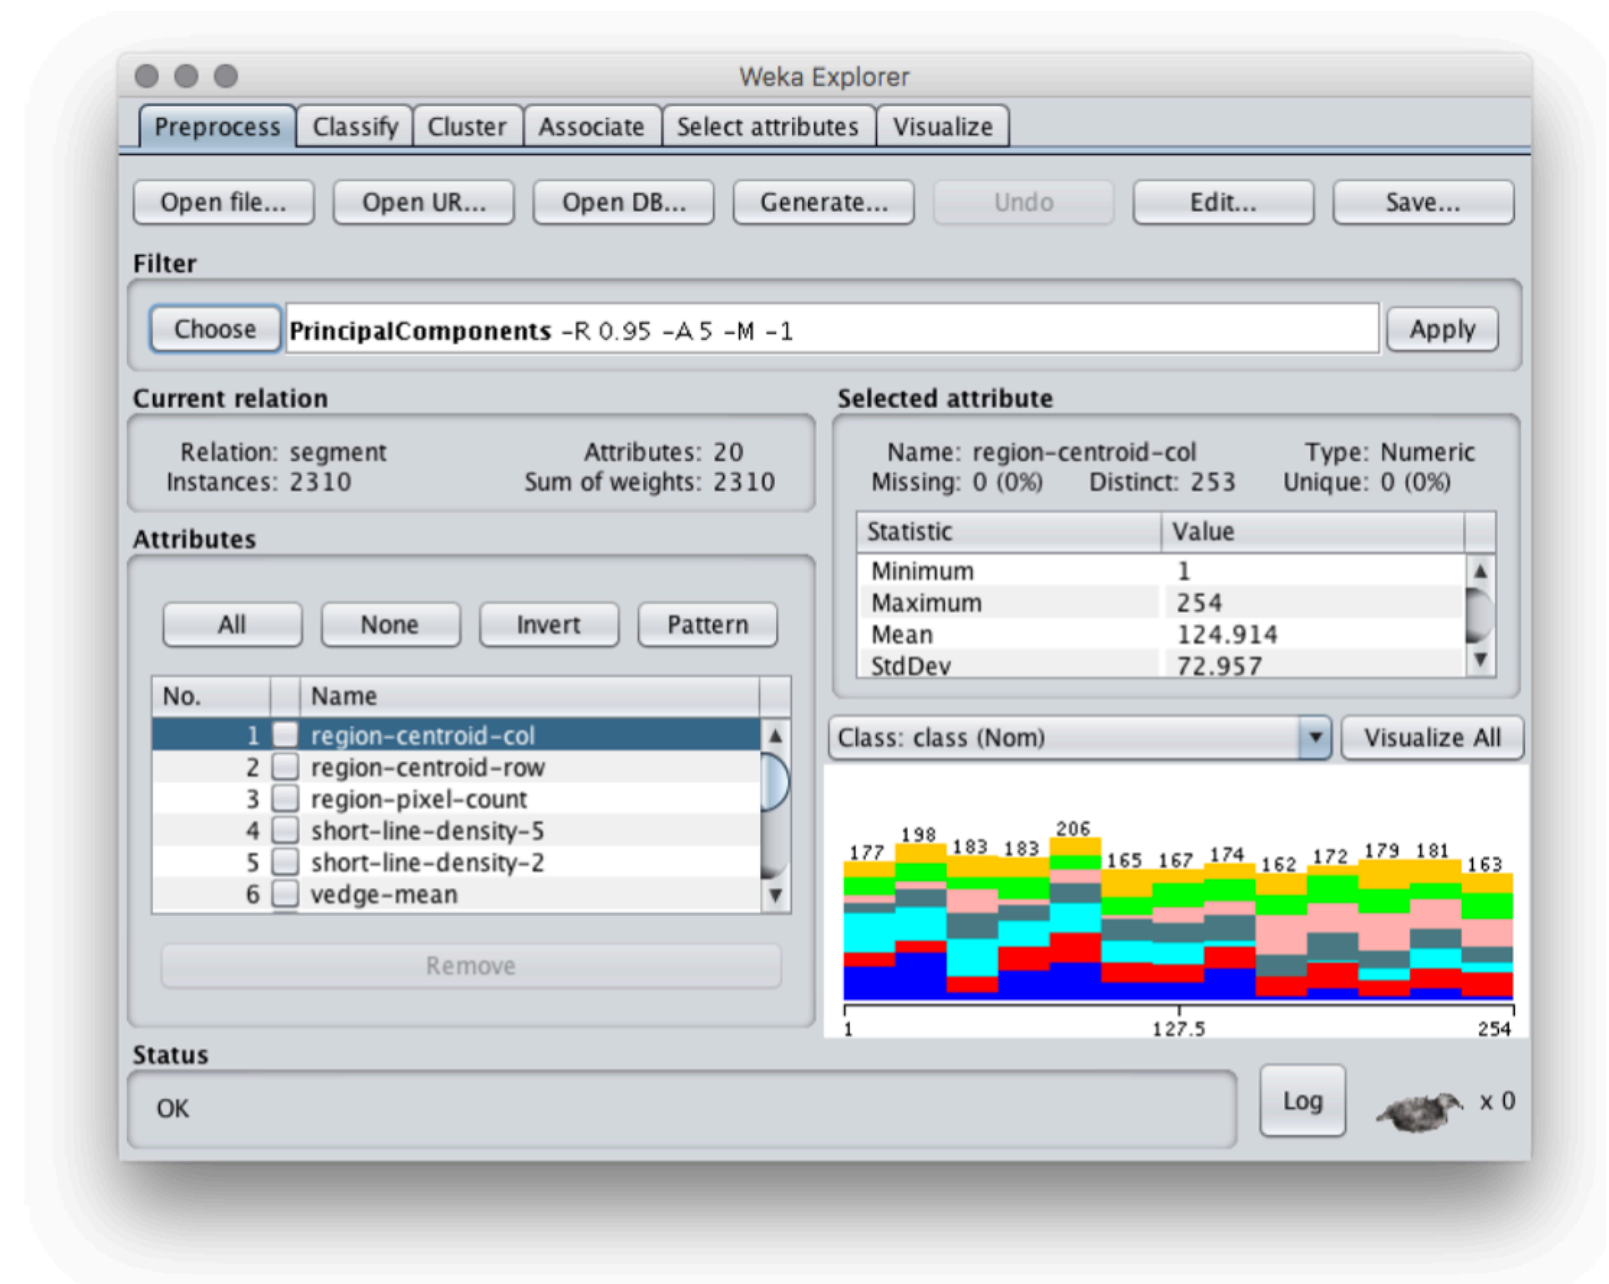 Weka Explorer
Preprocess Classify Cluster Associate Select attributes Visualize
Open file... Open UR... Open DB... Generate... Undo Edit... Save...
Filter
Choose PrincipalComponents -R 0.95 -A 5 -M -1 Apply
Current relation
Relation: segment Attributes: 20
Instances: 2310 Sum of weights: 2310
Attributes
All None Invert Pattern
No. Name
1 region-centroid-col
2 region-centroid-row
3 region-pixel-count
4 short-line-density-5
5 short-line-density-2
6 vedge-mean
Remove
Selected attribute
Name: region-centroid-col Type: Numeric
Missing: 0 (0%) Distinct: 253 Unique: 0 (0%)
Statistic Value
Minimum 1
Maximum 254
Mean 124.914
StdDev 72.957
Class: class (Nom) Visualize All
177 198 183 183 206 165 167 174 162 172 179 181 163
1 127.5 254
Status
OK
Log x 0